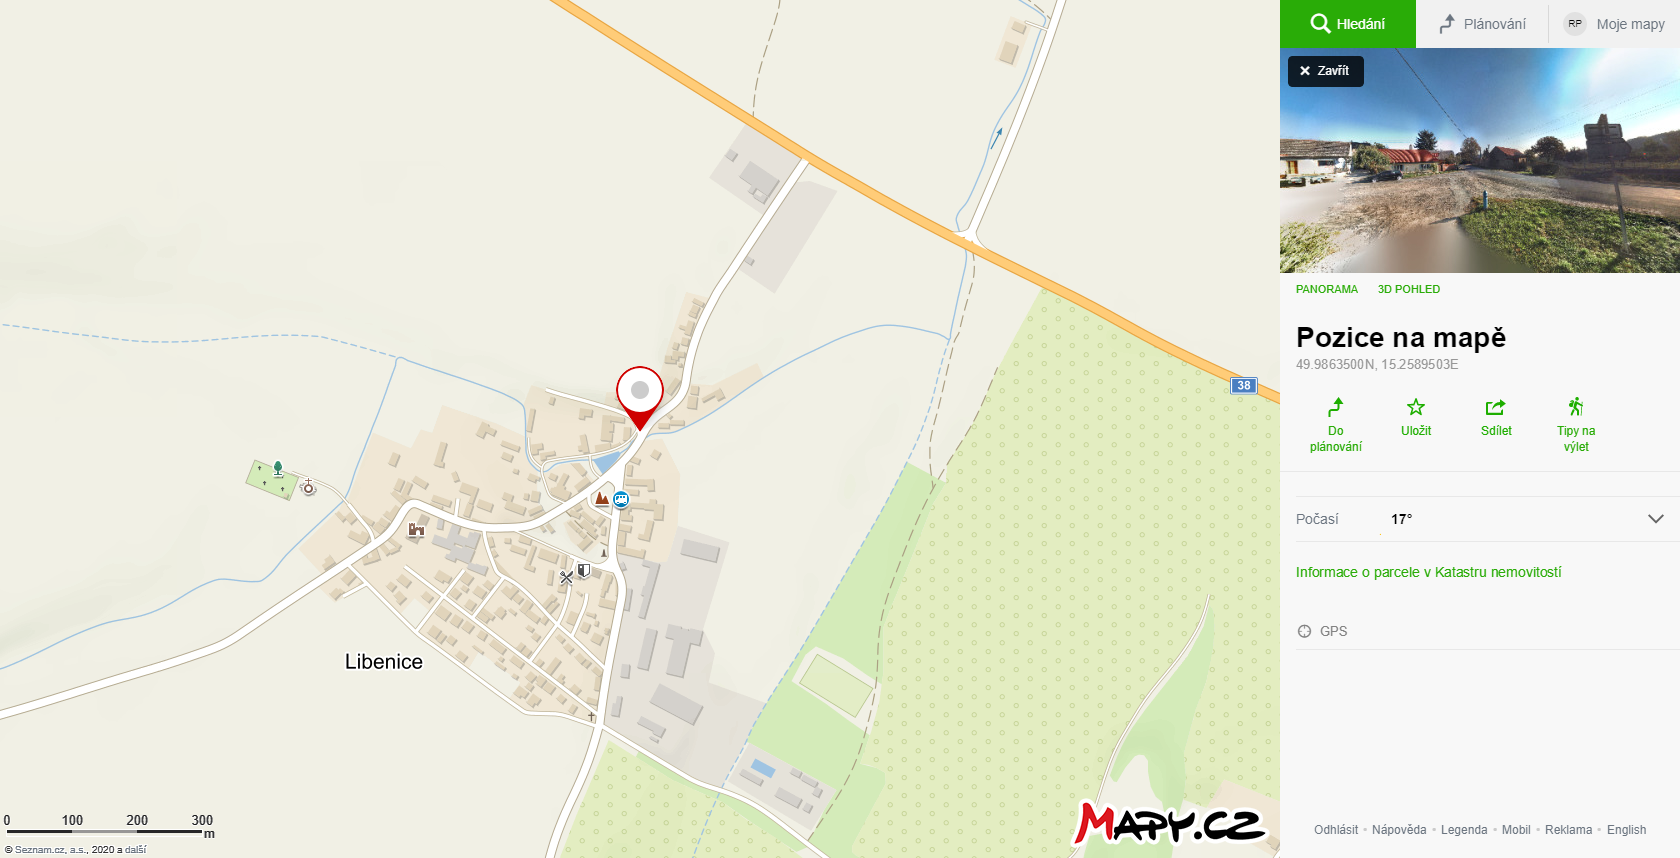 Hledání
Plánování
RP
Moje mapy
Zavřít
PANORAMA
3D POHLED
Pozice na mapě
49.9863500N, 15.2589503E
Do
plánování
Uložit
Sdílet
Tipy na
výlet
Počasí
17°
Informace o parcele v Katastru nemovitostí
GPS
Odhlásit • Nápověda • Legenda • Mobil • Reklama • English
38
Libenice
0 100 200 300
m
© Seznam.cz, a.s., 2020 a další
MAPY.CZ